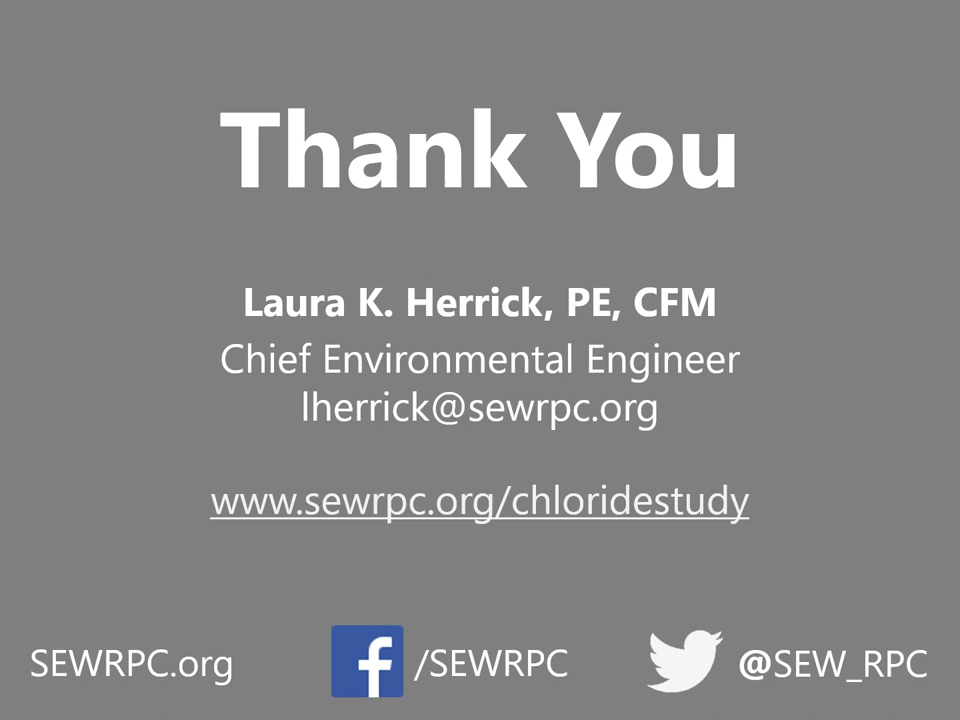 Thank You
Laura K. Herrick, PE, CFM
Chief Environmental Engineer
lherrick@sewrpc.org
www.sewrpc.org/chloridestudy
SEWRPC.org
/SEWRPC
@SEW_RPC